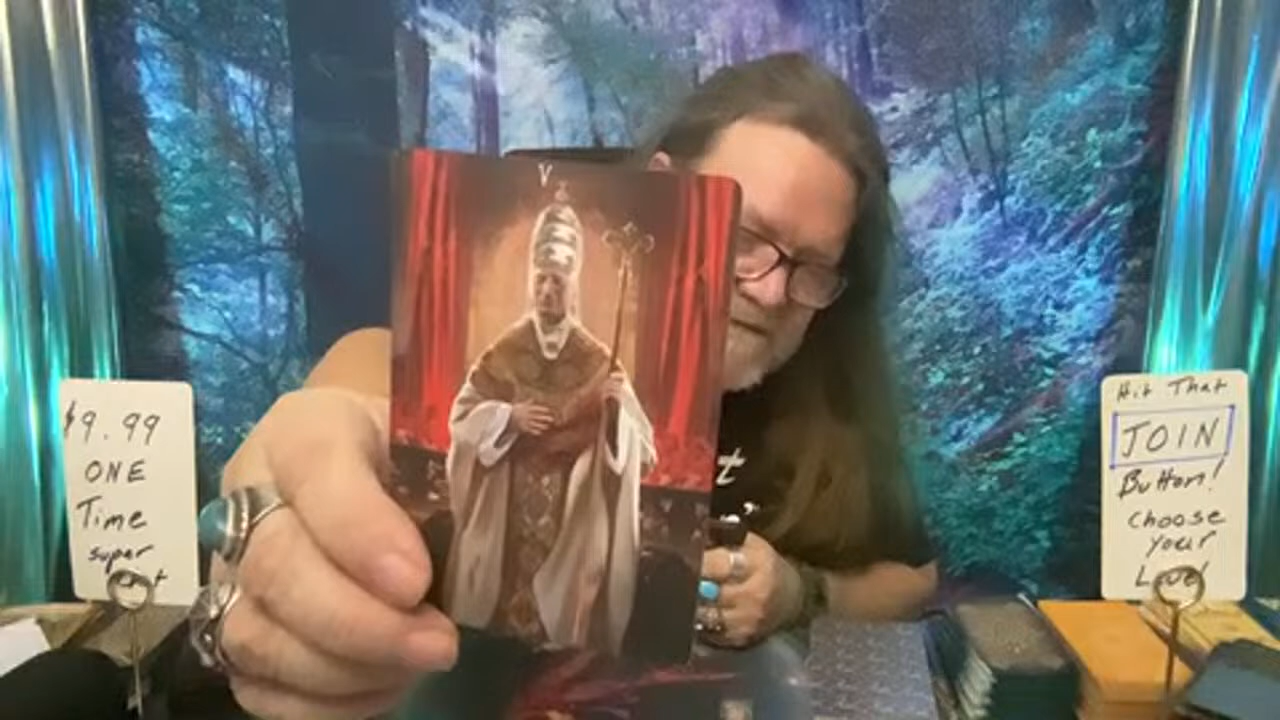 $9.99
ONE
Time
super
V
Hit That
JOIN
Button!
Choose
your